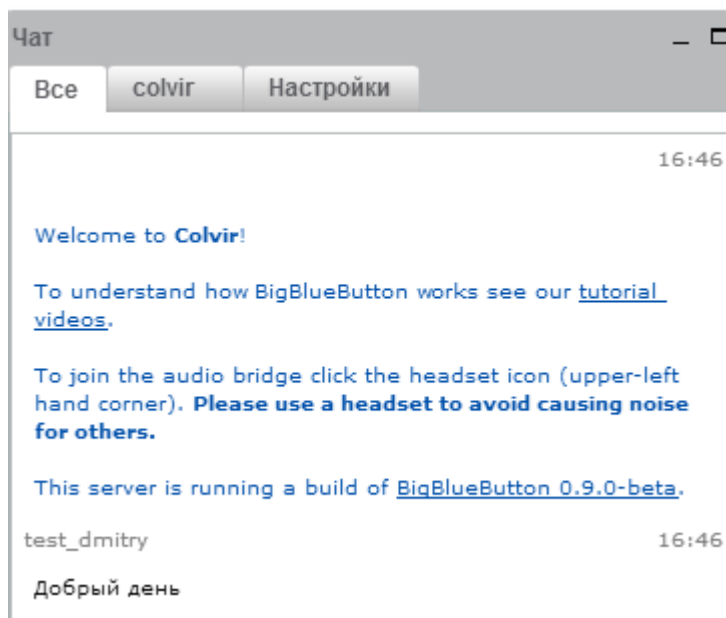 Чат
Все colvir Настройки
16:46
Welcome to Colvir!
To understand how BigBlueButton works see our tutorial
videos.
To join the audio bridge click the headset icon (upper-left
hand corner). Please use a headset to avoid causing noise
for others.
This server is running a build of BigBlueButton 0.9.0-beta.
test_dmitry 16:46
Добрый день